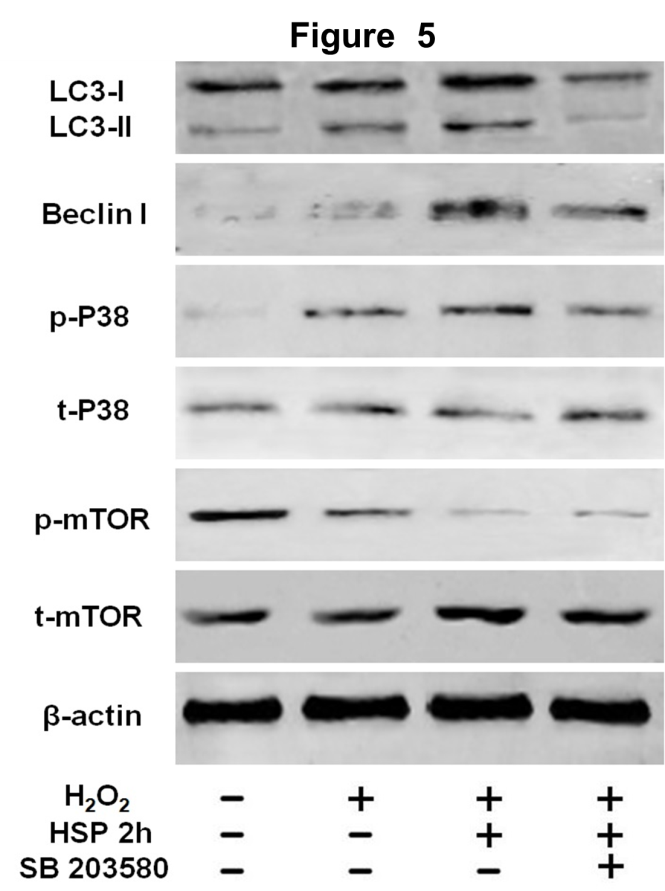 Figure 5
LC3-I
LC3-II
Beclin I
p-P38
t-P38
p-mTOR
t-mTOR
β-actin
H₂O₂ − + + +
HSP 2h − − + +
SB 203580 − − − +